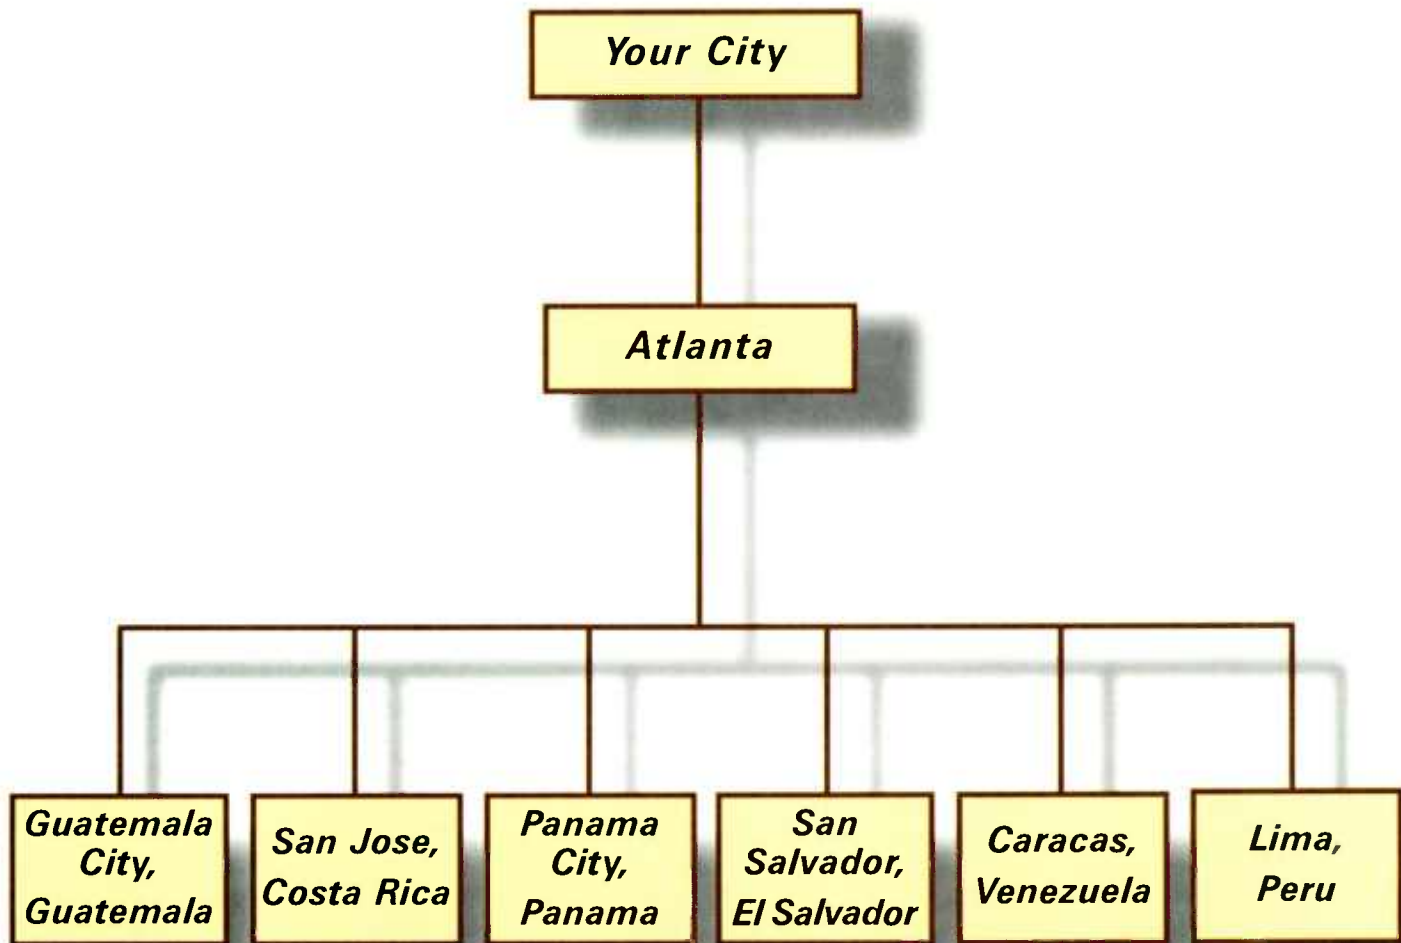 Your City
Atlanta
Guatemala
City,
Guatemala
San Jose,
Costa Rica
Panama
City,
Panama
San
Salvador,
El Salvador
Caracas,
Venezuela
Lima,
Peru